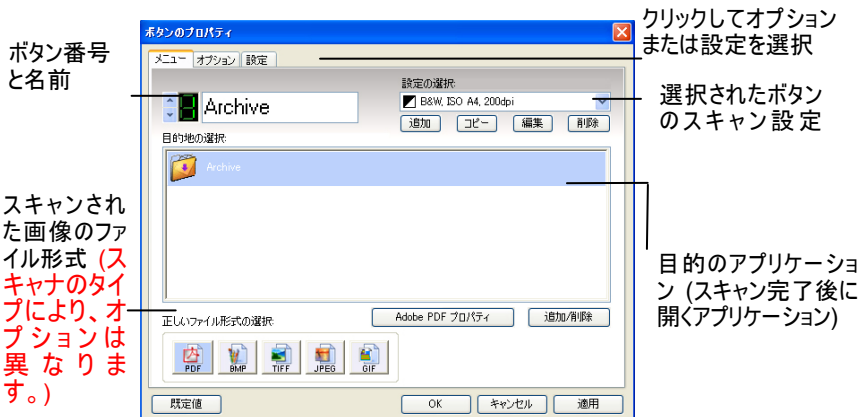 ボタン番号
と名前
スキャンされ
た画像のファ
イル形式 (ス
キャナのタイ
プにより、オ
プションは
異なりま
す。)
ボタンのプロパティ
メニュー オプション 設定
Archive
設定の選択:
B&W, ISO A4, 200dpi
追加 コピー 編集 削除
目的地の選択:
Archive
正しいファイル形式の選択:
Adobe PDF プロパティ 追加/削除
PDF BMP TIFF JPEG GIF
既定値 OK キャンセル 適用
クリックしてオプション
または設定を選択
選択されたボタン
のスキャン設定
目的のアプリケーショ
ン (スキャン完了後に
開くアプリケーション)